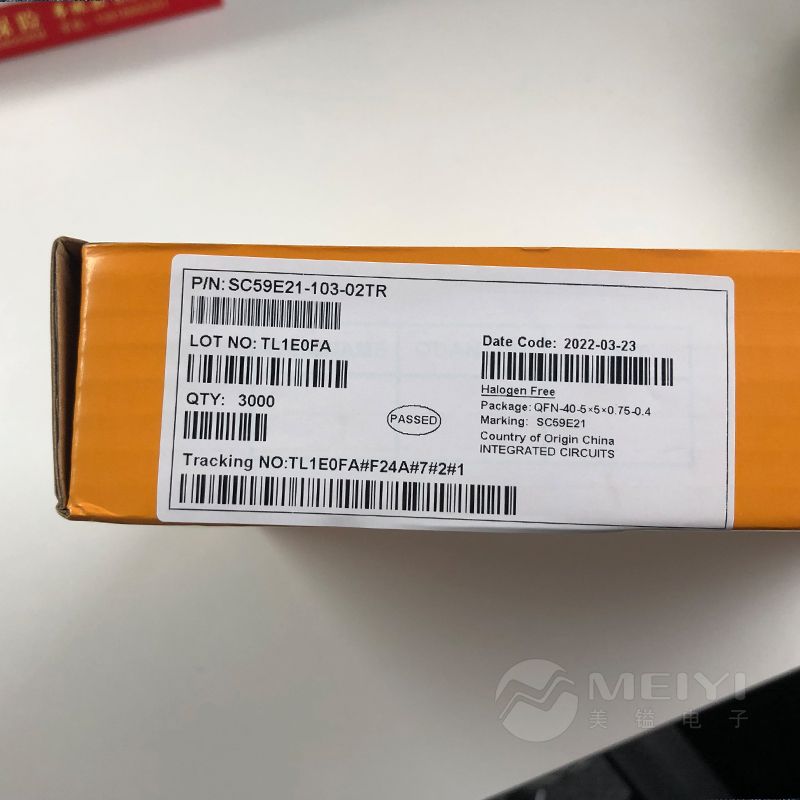 P/N: SC59E21-103-02TR
LOT NO: TL1E0FA
QTY: 3000
PASSED
Tracking NO:TL1E0FA#F24A#7#2#1
Date Code: 2022-03-23
Halogen Free
Package: QFN-40-5×5×0.75-0.4
Marking: SC59E21
Country of Origin China
INTEGRATED CIRCUITS
MEIYI
美镒电子